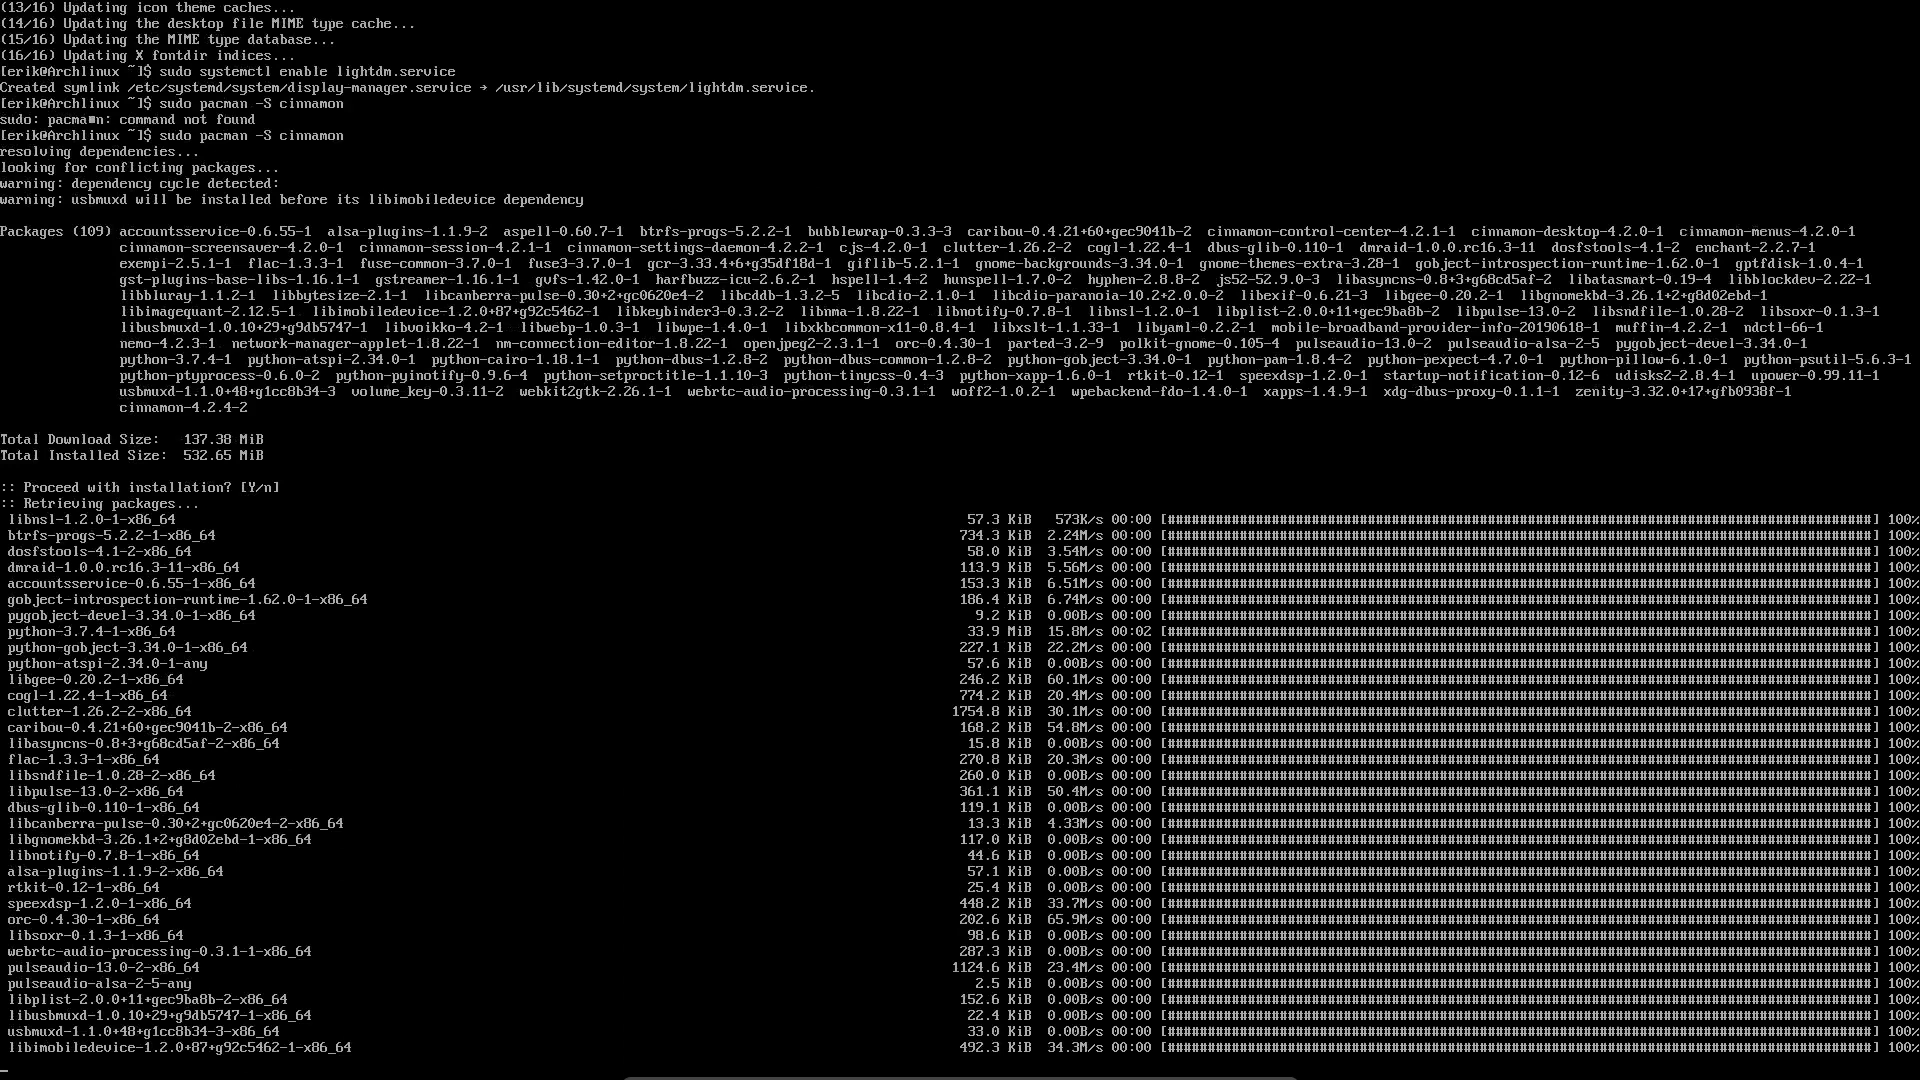 (13/16) Updating icon theme caches...
(14/16) Updating the desktop file MIME type cache...
(15/16) Updating the MIME type database...
(16/16) Updating X fontdir indices...
[erik@Archlinux ~]$ sudo systemctl enable lightdm.service
Created symlink /etc/systemd/system/display-manager.service → /usr/lib/systemd/system/lightdm.service.
[erik@Archlinux ~]$ sudo pacman -S cinnamon
sudo: pacma■n: command not found
[erik@Archlinux ~]$ sudo pacman -S cinnamon
resolving dependencies...
looking for conflicting packages...
warning: dependency cycle detected:
warning: usbmuxd will be installed before its libimobiledevice dependency
Packages (109) accountsservice-0.6.55-1 alsa-plugins-1.1.9-2 aspell-0.60.7-1 btrfs-progs-5.2.2-1 bubblewrap-0.3.3-3 caribou-0.4.21+60+gec9041b-2 cinnamon-control-center-4.2.1-1 cinnamon-desktop-4.2.0-1 cinnamon-menus-4.2.0-1
cinnamon-screensaver-4.2.0-1 cinnamon-session-4.2.1-1 cinnamon-settings-daemon-4.2.2-1 cjs-4.2.0-1 clutter-1.26.2-2 cogl-1.22.4-1 dbus-glib-0.110-1 dmraid-1.0.0.rc16.3-11 dosfstools-4.1-2 enchant-2.2.7-1
exempi-2.5.1-1 flac-1.3.3-1 fuse-common-3.7.0-1 fuse3-3.7.0-1 gcr-3.33.4+6+g35df18d-1 giflib-5.2.1-1 gnome-backgrounds-3.34.0-1 gnome-themes-extra-3.28-1 gobject-introspection-runtime-1.62.0-1 gptfdisk-1.0.4-1
gst-plugins-base-libs-1.16.1-1 gstreamer-1.16.1-1 gvfs-1.42.0-1 harfbuzz-icu-2.6.2-1 hspell-1.4-2 hunspell-1.7.0-2 hyphen-2.8.8-2 js52-52.9.0-3 libasyncns-0.8+3+g68cd5af-2 libatasmart-0.19-4 libblockdev-2.22-1
libbluray-1.1.2-1 libbytesize-2.1-1 libcanberra-pulse-0.30+2+gc0620e4-2 libcddb-1.3.2-5 libcdio-2.1.0-1 libcdio-paranoia-10.2+2.0.0-2 libexif-0.6.21-3 libgee-0.20.2-1 libgnomekbd-3.26.1+2+g8d02ebd-1
libimagequant-2.12.5-1 libimobiledevice-1.2.0+87+g92c5462-1 libkeybinder3-0.3.2-2 libnma-1.8.22-1 libnotify-0.7.8-1 libnsl-1.2.0-1 libplist-2.0.0+11+gec9ba8b-2 libpulse-13.0-2 libsndfile-1.0.28-2 libsoxr-0.1.3-1
libusbmuxd-1.0.10+29+g9db5747-1 libvoikko-4.2-1 libwebp-1.0.3-1 libwpe-1.4.0-1 libxkbcommon-x11-0.8.4-1 libxslt-1.1.33-1 libyaml-0.2.2-1 mobile-broadband-provider-info-20190618-1 muffin-4.2.2-1 ndctl-66-1
nemo-4.2.3-1 network-manager-applet-1.8.22-1 nm-connection-editor-1.8.22-1 openjpeg2-2.3.1-1 orc-0.4.30-1 parted-3.2-9 polkit-gnome-0.105-4 pulseaudio-13.0-2 pulseaudio-alsa-2-5 pygobject-devel-3.34.0-1
python-3.7.4-1 python-atspi-2.34.0-1 python-cairo-1.18.1-1 python-dbus-1.2.8-2 python-dbus-common-1.2.8-2 python-gobject-3.34.0-1 python-pam-1.8.4-2 python-pexpect-4.7.0-1 python-pillow-6.1.0-1 python-psutil-5.6.3-1
python-ptyprocess-0.6.0-2 python-pyinotify-0.9.6-4 python-setproctitle-1.1.10-3 python-tinycss-0.4-3 python-xapp-1.6.0-1 rtkit-0.12-1 speexdsp-1.2.0-1 startup-notification-0.12-6 udisks2-2.8.4-1 upower-0.99.11-1
usbmuxd-1.1.0+48+g1cc8b34-3 volume_key-0.3.11-2 webkit2gtk-2.26.1-1 webrtc-audio-processing-0.3.1-1 woff2-1.0.2-1 wpebackend-fdo-1.4.0-1 xapps-1.4.9-1 xdg-dbus-proxy-0.1.1-1 zenity-3.32.0+17+gfb0938f-1
cinnamon-4.2.4-2
Total Download Size: 137.38 MiB
Total Installed Size: 532.65 MiB
:: Proceed with installation? [Y/n]
:: Retrieving packages...
libnsl-1.2.0-1-x86_64 57.3 KiB 573K/s 00:00 [##########] 100%
btrfs-progs-5.2.2-1-x86_64 734.3 KiB 2.24M/s 00:00 [##########] 100%
dosfstools-4.1-2-x86_64 58.0 KiB 3.54M/s 00:00 [##########] 100%
dmraid-1.0.0.rc16.3-11-x86_64 113.9 KiB 5.56M/s 00:00 [##########] 100%
accountsservice-0.6.55-1-x86_64 153.3 KiB 6.51M/s 00:00 [##########] 100%
gobject-introspection-runtime-1.62.0-1-x86_64 186.4 KiB 6.74M/s 00:00 [##########] 100%
pygobject-devel-3.34.0-1-x86_64 9.2 KiB 0.00B/s 00:00 [##########] 100%
python-3.7.4-1-x86_64 33.9 MiB 15.8M/s 00:02 [##########] 100%
python-gobject-3.34.0-1-x86_64 227.1 KiB 22.2M/s 00:00 [##########] 100%
python-atspi-2.34.0-1-any 57.6 KiB 0.00B/s 00:00 [##########] 100%
libgee-0.20.2-1-x86_64 246.2 KiB 60.1M/s 00:00 [##########] 100%
cogl-1.22.4-1-x86_64 774.2 KiB 20.4M/s 00:00 [##########] 100%
clutter-1.26.2-2-x86_64 1754.8 KiB 30.1M/s 00:00 [##########] 100%
caribou-0.4.21+60+gec9041b-2-x86_64 168.2 KiB 54.8M/s 00:00 [##########] 100%
libasyncns-0.8+3+g68cd5af-2-x86_64 15.8 KiB 0.00B/s 00:00 [##########] 100%
flac-1.3.3-1-x86_64 270.8 KiB 20.3M/s 00:00 [##########] 100%
libsndfile-1.0.28-2-x86_64 260.0 KiB 0.00B/s 00:00 [##########] 100%
libpulse-13.0-2-x86_64 361.1 KiB 50.4M/s 00:00 [##########] 100%
dbus-glib-0.110-1-x86_64 119.1 KiB 0.00B/s 00:00 [##########] 100%
libcanberra-pulse-0.30+2+gc0620e4-2-x86_64 13.3 KiB 4.33M/s 00:00 [##########] 100%
libgnomekbd-3.26.1+2+g8d02ebd-1-x86_64 117.0 KiB 0.00B/s 00:00 [##########] 100%
libnotify-0.7.8-1-x86_64 44.6 KiB 0.00B/s 00:00 [##########] 100%
alsa-plugins-1.1.9-2-x86_64 57.1 KiB 0.00B/s 00:00 [##########] 100%
rtkit-0.12-1-x86_64 25.4 KiB 0.00B/s 00:00 [##########] 100%
speexdsp-1.2.0-1-x86_64 448.2 KiB 33.7M/s 00:00 [##########] 100%
orc-0.4.30-1-x86_64 202.6 KiB 65.9M/s 00:00 [##########] 100%
libsoxr-0.1.3-1-x86_64 98.6 KiB 0.00B/s 00:00 [##########] 100%
webrtc-audio-processing-0.3.1-1-x86_64 287.3 KiB 0.00B/s 00:00 [##########] 100%
pulseaudio-13.0-2-x86_64 1124.6 KiB 23.4M/s 00:00 [##########] 100%
pulseaudio-alsa-2-5-any 2.5 KiB 0.00B/s 00:00 [##########] 100%
libplist-2.0.0+11+gec9ba8b-2-x86_64 152.6 KiB 0.00B/s 00:00 [##########] 100%
libusbmuxd-1.0.10+29+g9db5747-1-x86_64 22.4 KiB 0.00B/s 00:00 [##########] 100%
usbmuxd-1.1.0+48+g1cc8b34-3-x86_64 33.0 KiB 0.00B/s 00:00 [##########] 100%
libimobiledevice-1.2.0+87+g92c5462-1-x86_64 492.3 KiB 34.3M/s 00:00 [##########] 100%